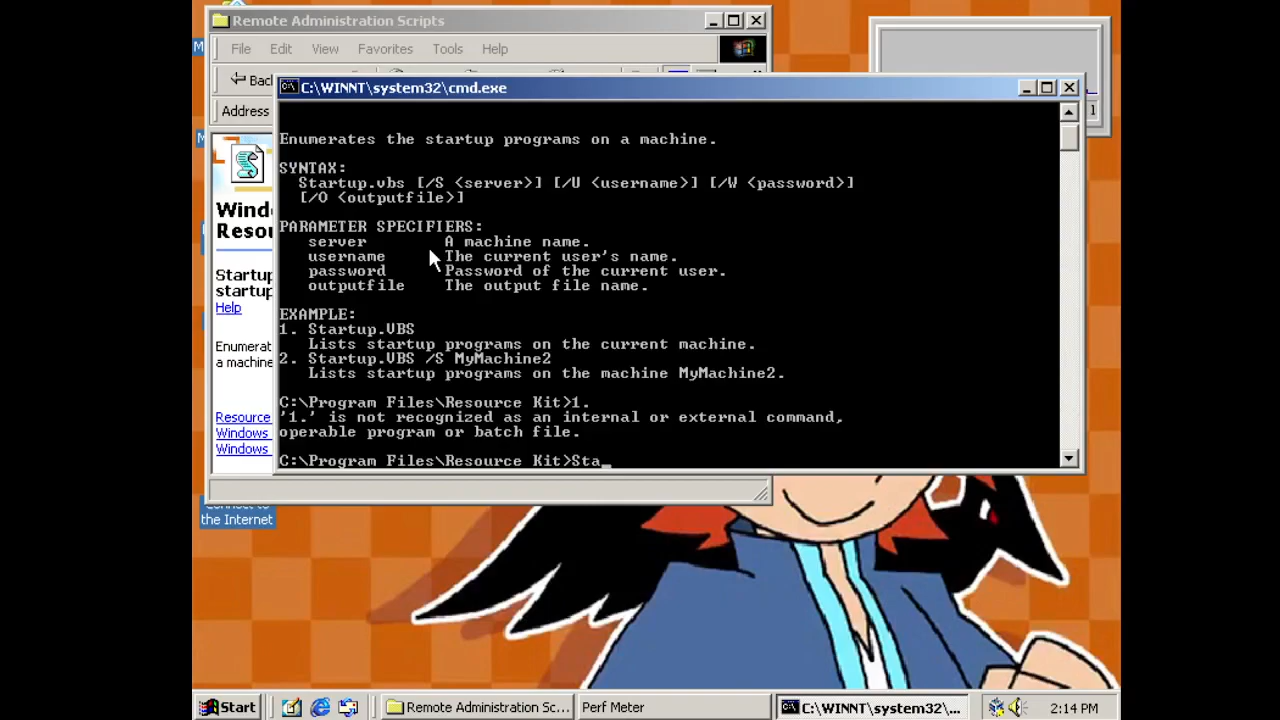 Remote Administration Scripts
File Edit View Favorites Tools Help
Back
Address
C:\WINNT\system32\cmd.exe
Enumerates the startup programs on a machine.
SYNTAX:
Startup.vbs [/S <server>] [/U <username>] [/W <password>]
[/O <outputfile>]
PARAMETER SPECIFIERS:
server A machine name.
username The current user's name.
password Password of the current user.
outputfile The output file name.
EXAMPLE:
1. Startup.VBS
Lists startup programs on the current machine.
2. Startup.VBS /S MyMachine2
Lists startup programs on the machine MyMachine2.
C:\Program Files\Resource Kit>1.
'1.' is not recognized as an internal or external command,
operable program or batch file.
C:\Program Files\Resource Kit>Sta_
Wind
Resou
Startup
startup
Help
Enumerat
a machine
Resource
Windows
Windows
1
the Internet
Start
Remote Administration Sc...
Perf Meter
C:\WINNT\system32\...
2:14 PM